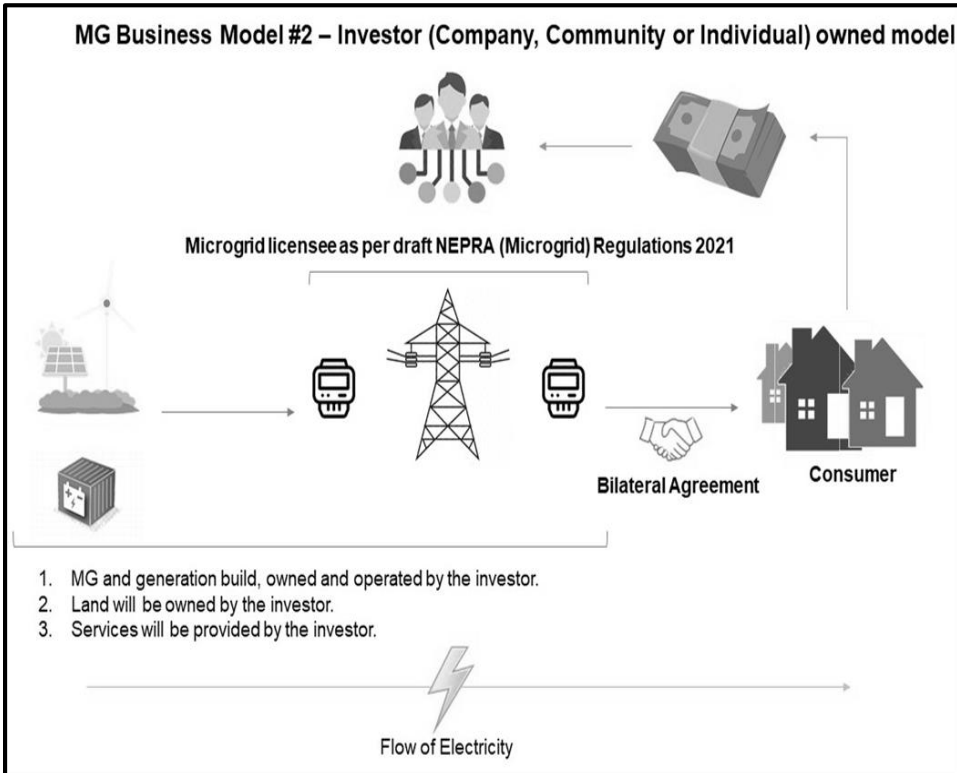 MG Business Model #2 – Investor (Company, Community or Individual) owned model
Microgrid licensee as per draft NEPRA (Microgrid) Regulations 2021
Bilateral Agreement
Consumer
1. MG and generation build, owned and operated by the investor.
2. Land will be owned by the investor.
3. Services will be provided by the investor.
Flow of Electricity